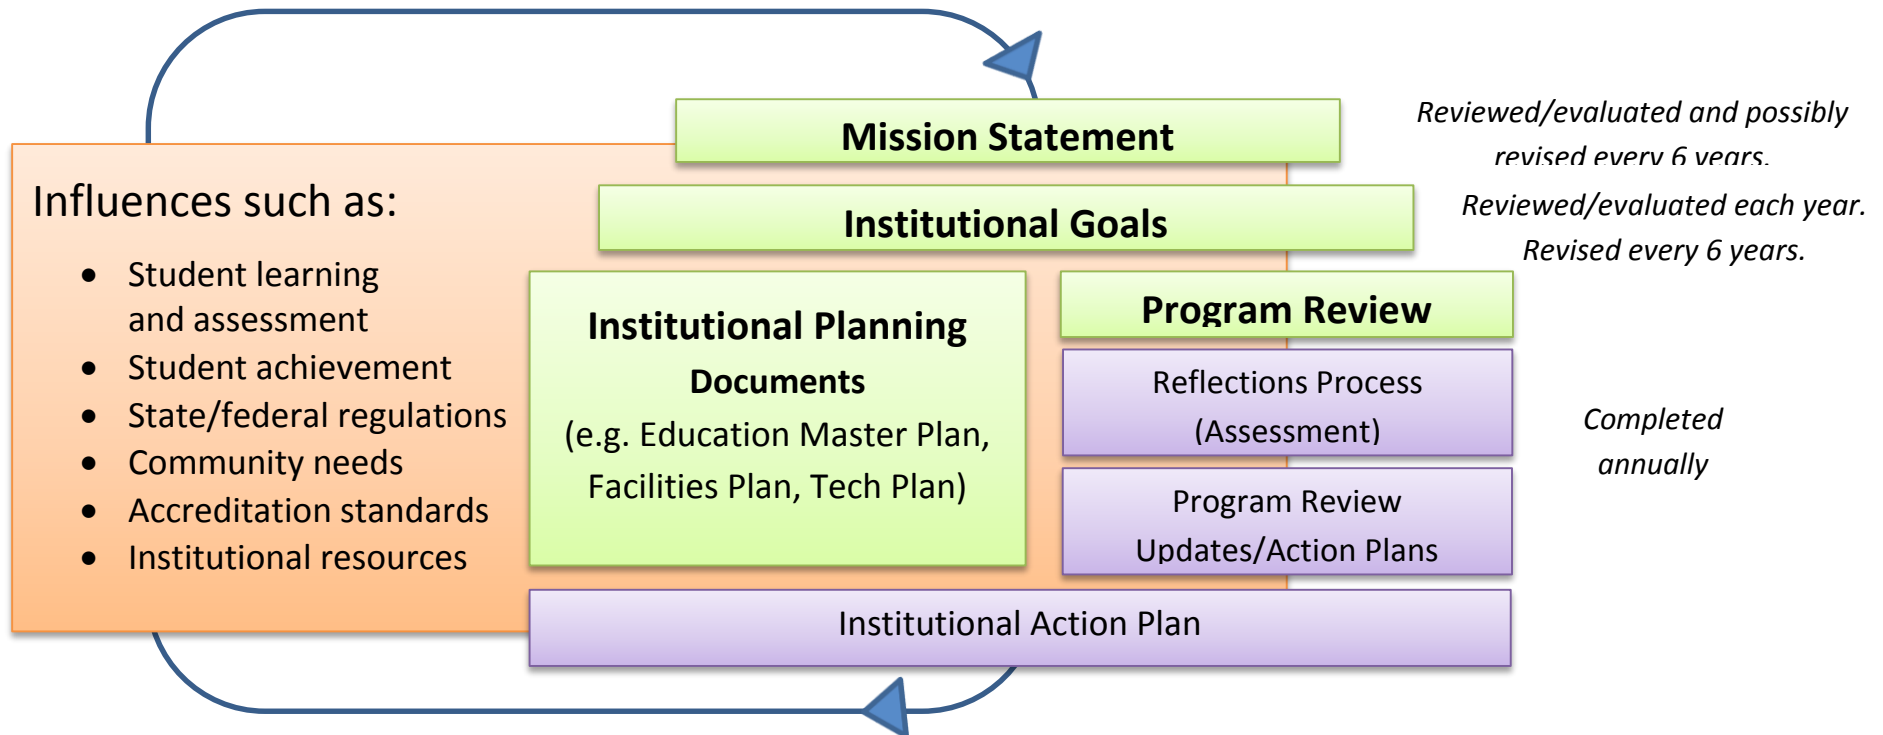 Mission Statement
Reviewed/evaluated and possibly
revised every 6 years.
Influences such as:
• Student learning
and assessment
• Student achievement
• State/federal regulations
• Community needs
• Accreditation standards
• Institutional resources
Institutional Goals
Reviewed/evaluated each year.
Revised every 6 years.
Institutional Planning
Documents
(e.g. Education Master Plan,
Facilities Plan, Tech Plan)
Program Review
Reflections Process
(Assessment)
Program Review
Updates/Action Plans
Completed
annually
Institutional Action Plan